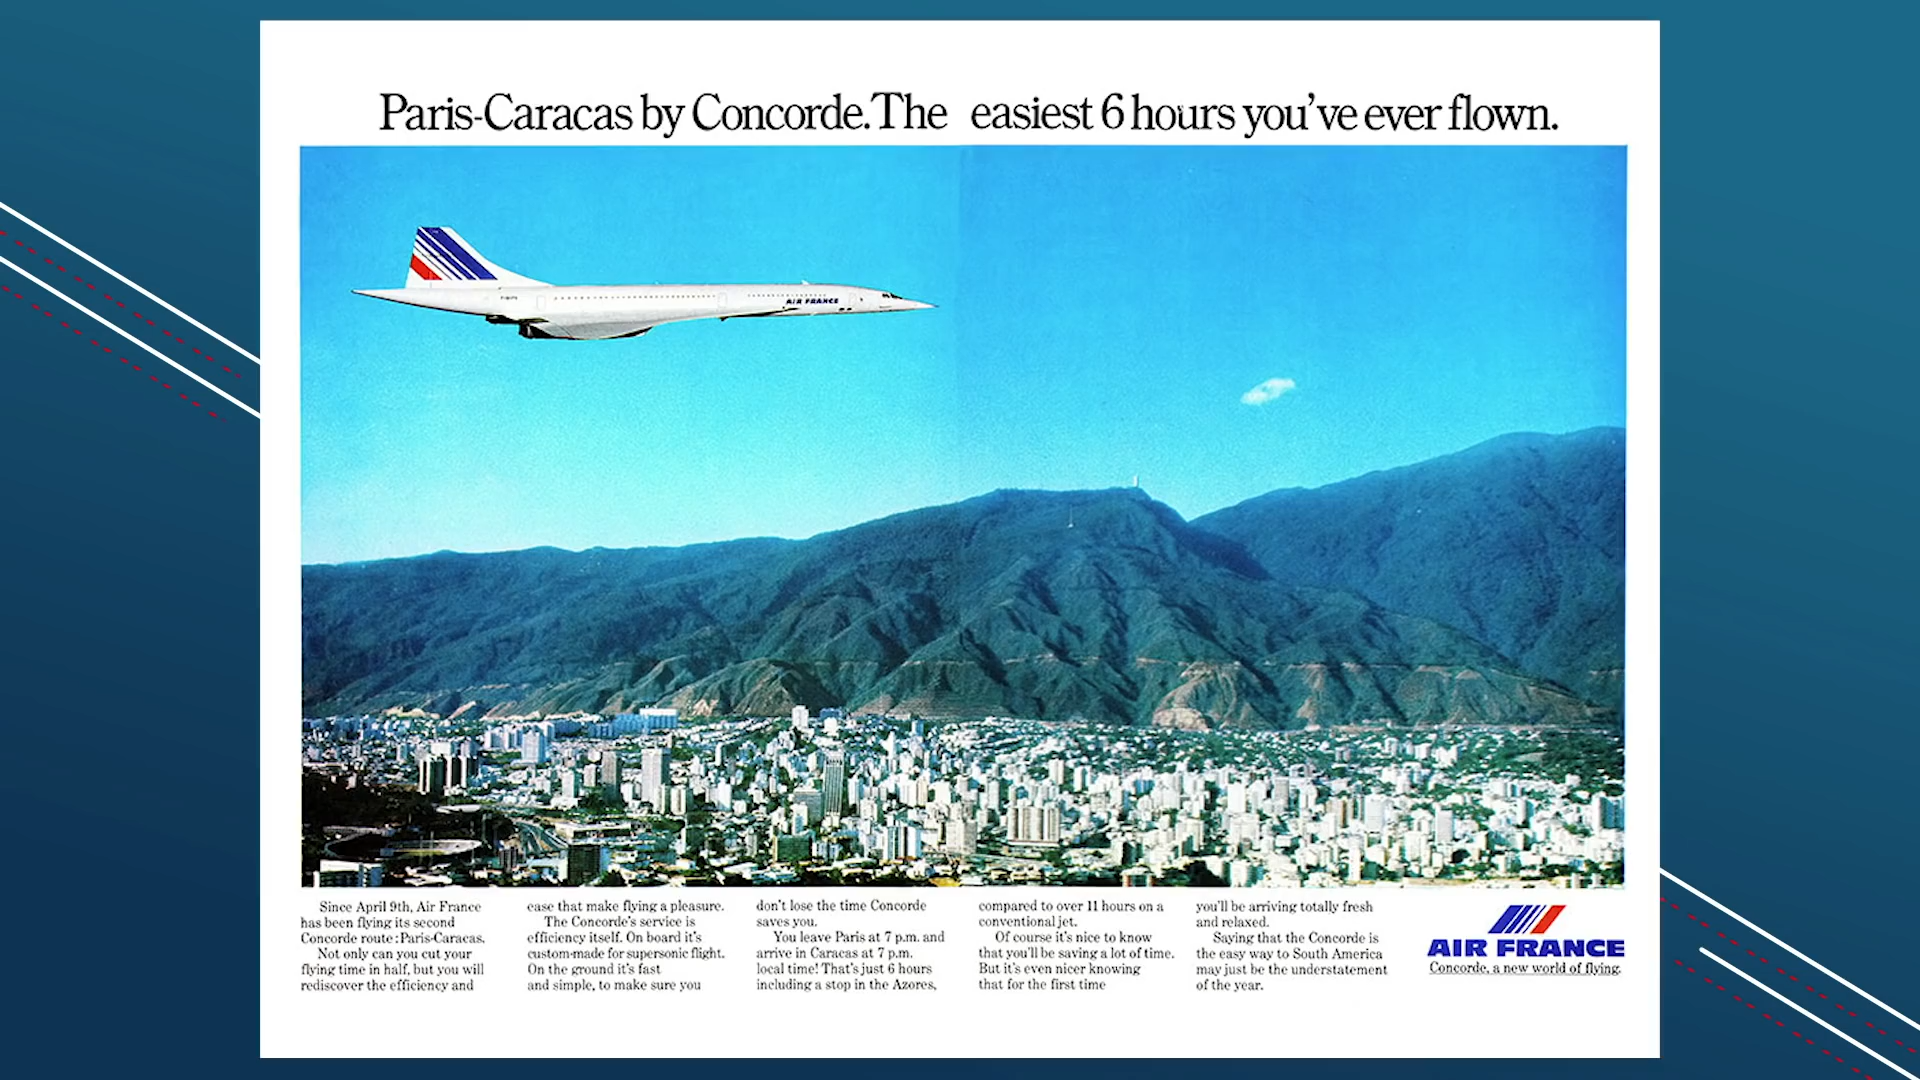 Paris-Caracas by Concorde. The easiest 6 hours you've ever flown.
AIR FRANCE
Since April 9th, Air France
has been flying its second
Concorde route: Paris-Caracas.
Not only can you cut your
flying time in half, but you will
rediscover the efficiency and
ease that make flying a pleasure.
The Concorde's service is
efficiency itself. On board it's
custom-made for supersonic flight.
On the ground it's fast
and simple, to make sure you
don't lose the time Concorde
saves you.
You leave Paris at 7 p.m. and
arrive in Caracas at 7 p.m.
local time! That's just 6 hours
including a stop in the Azores,
compared to over 11 hours on a
conventional jet.
Of course it's nice to know
that you'll be saving a lot of time.
But it's even nicer knowing
that for the first time
you'll be arriving totally fresh
and relaxed.
Saying that the Concorde is
the easy way to South America
may just be the understatement
of the year.
AIR FRANCE
Concorde, a new world of flying.